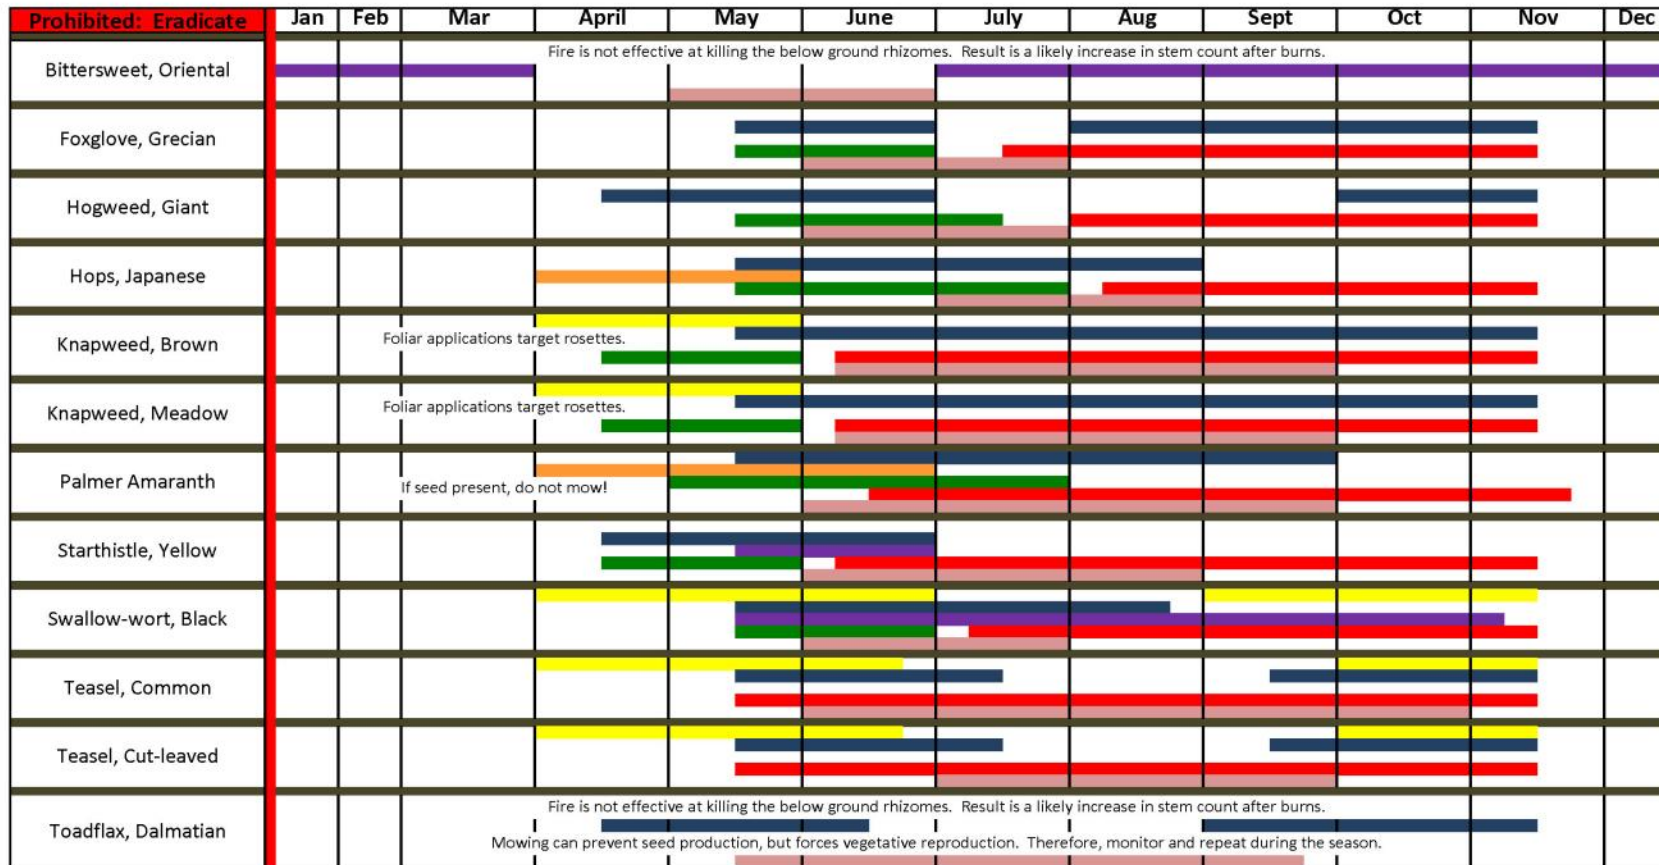 Prohibited: Eradicate Jan Feb Mar April May June July Aug Sept Oct Nov Dec
Fire is not effective at killing the below ground rhizomes. Result is a likely increase in stem count after burns.
Bittersweet, Oriental
Foxglove, Grecian
Hogweed, Giant
Hops, Japanese
Foliar applications target rosettes.
Knapweed, Brown
Foliar applications target rosettes.
Knapweed, Meadow
Palmer Amaranth
If seed present, do not mow!
Starthistle, Yellow
Swallow-wort, Black
Teasel, Common
Teasel, Cut-leaved
Fire is not effective at killing the below ground rhizomes. Result is a likely increase in stem count after burns.
Toadflax, Dalmatian
Mowing can prevent seed production, but forces vegetative reproduction. Therefore, monitor and repeat during the season.